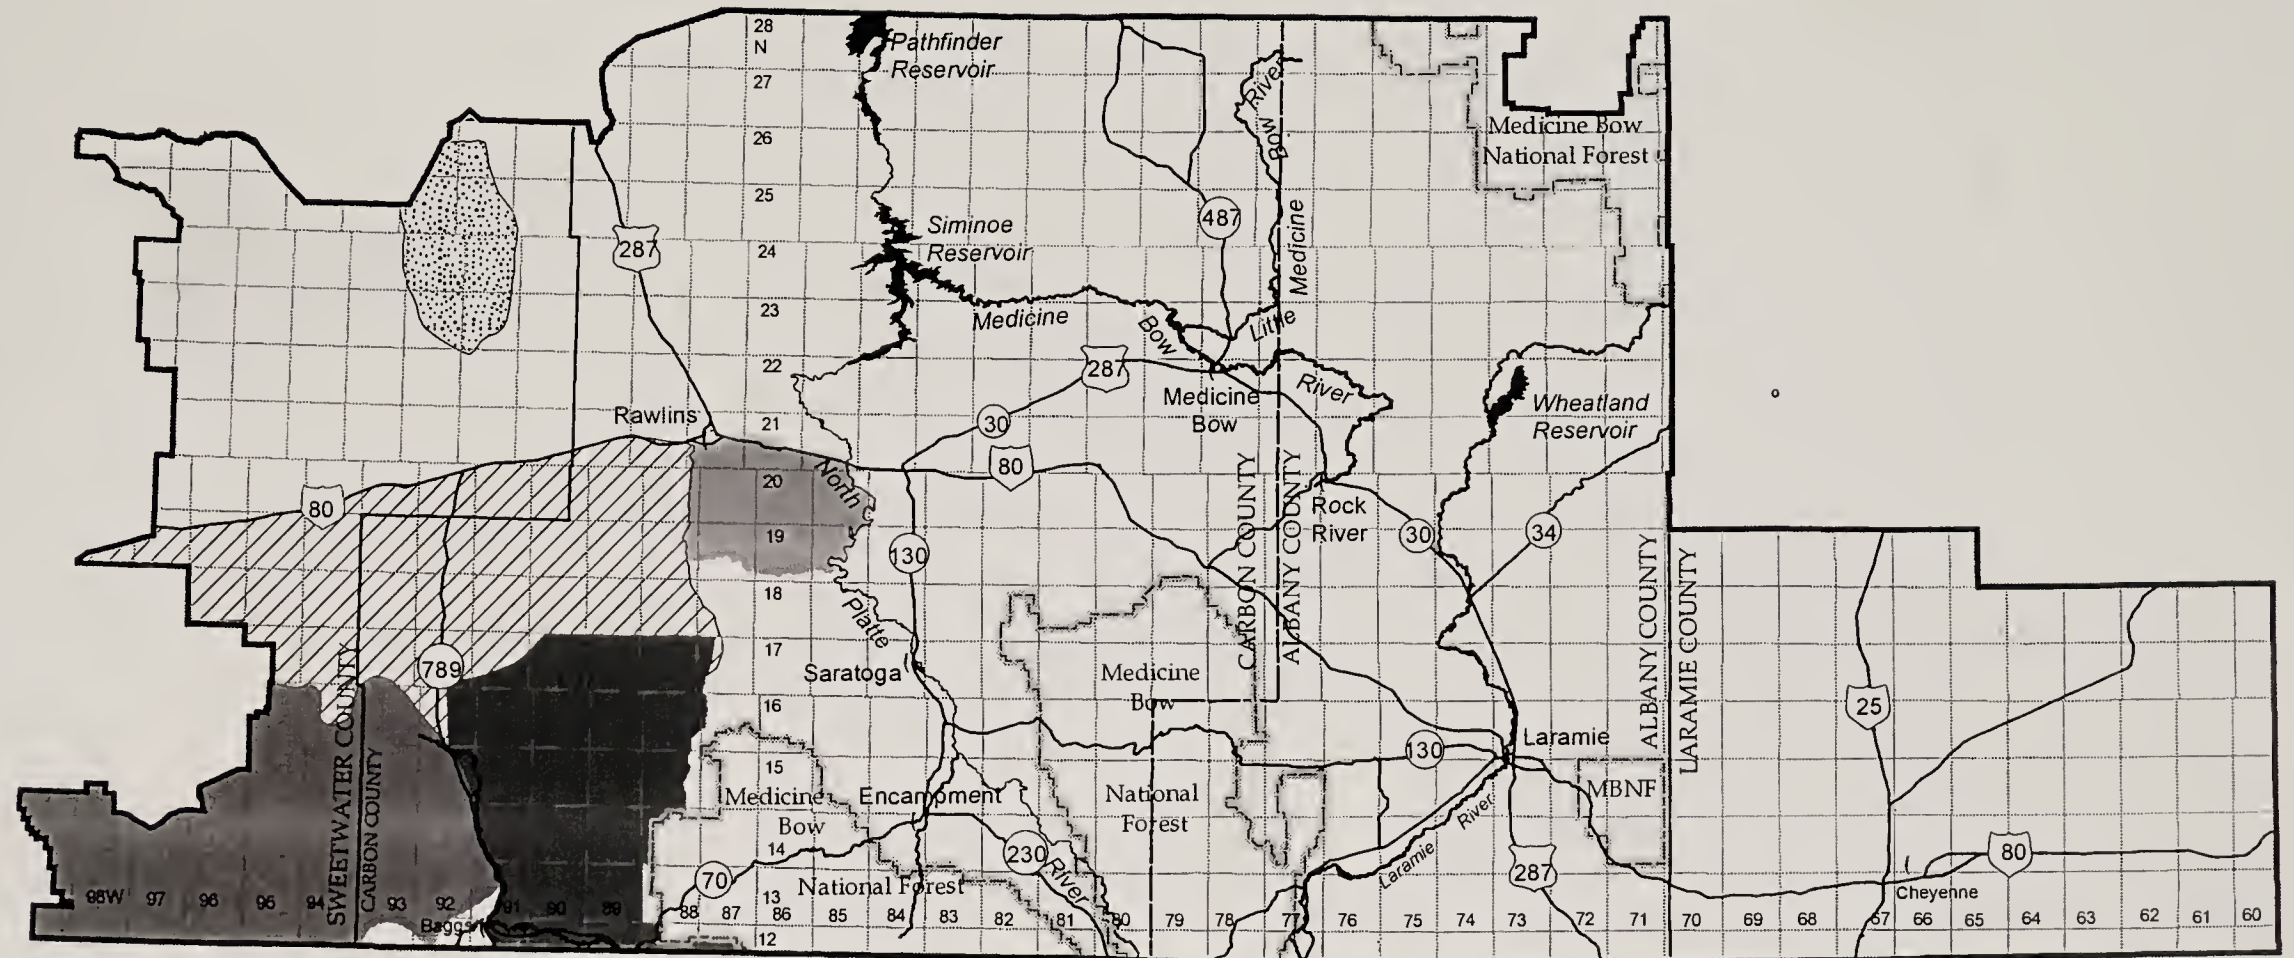 28
N
Pathfinder
Reservoir
27
River
26
Bow
Medicine Bow
National Forest
25
487
Siminoe
Reservoir
287
24
Medicine
23
Medicine
Bow
Little
22
287
River
Medicine
Bow
Wheatland
Reservoir
Rawlins
21
30
80
North
20
80
Rock
River
CARBON COUNTY
ALBANY COUNTY
19
130
30
34
ALBANY COUNTY
LARAMIE COUNTY
18
Platte
17
789
Saratoga
Medicine
Bow
16
25
SWEETWATER COUNTY
CARBON COUNTY
Laramie
130
15
MBNF
Medicine
Bow
Encampment
National
Forest
River
14
230
River
80
70
287
Laramie
National Forest
13
Cheyenne
98W 97 96 95 94 93 92 91 90 89 88 87 86 85 84 83 82 81 80 79 78 77 76 75 74 73 72 71 70 69 68 67 66 65 64 63 62 61 60
Baggs
12